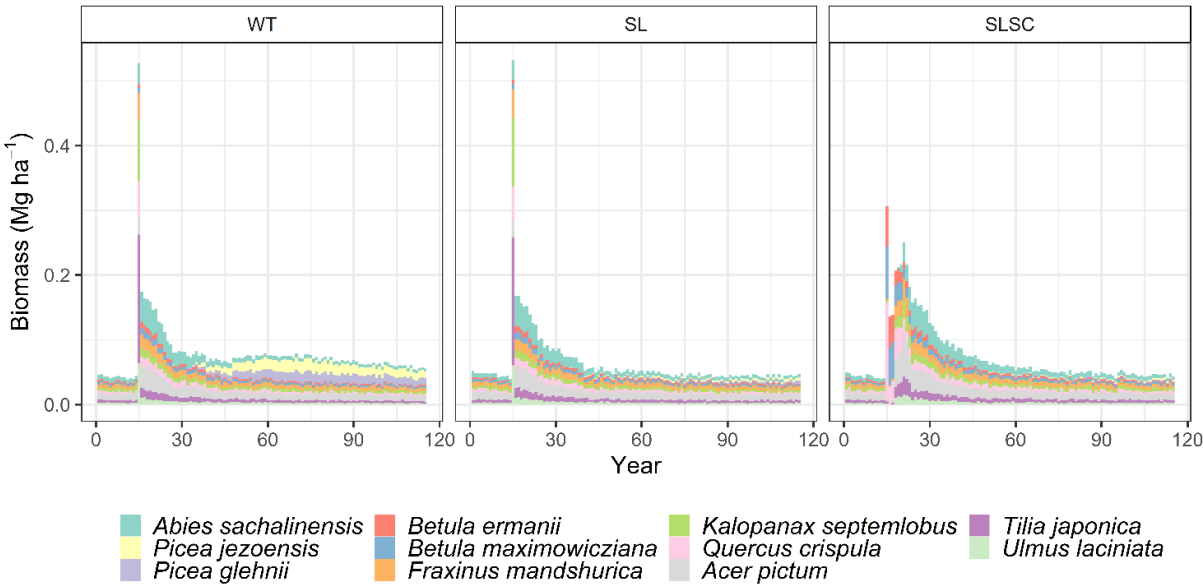 WT SL SLSC
Biomass (Mg ha⁻¹)
0.4
0.2
0.0
0 30 60 90 120 0 30 60 90 120 0 30 60 90 120
Year
Abies sachalinensis Betula ermanii Kalopanax septemlobus Tilia japonica
Picea jezoensis Betula maximowicziana Quercus crispula Ulmus laciniata
Picea glehnii Fraxinus mandshurica Acer pictum